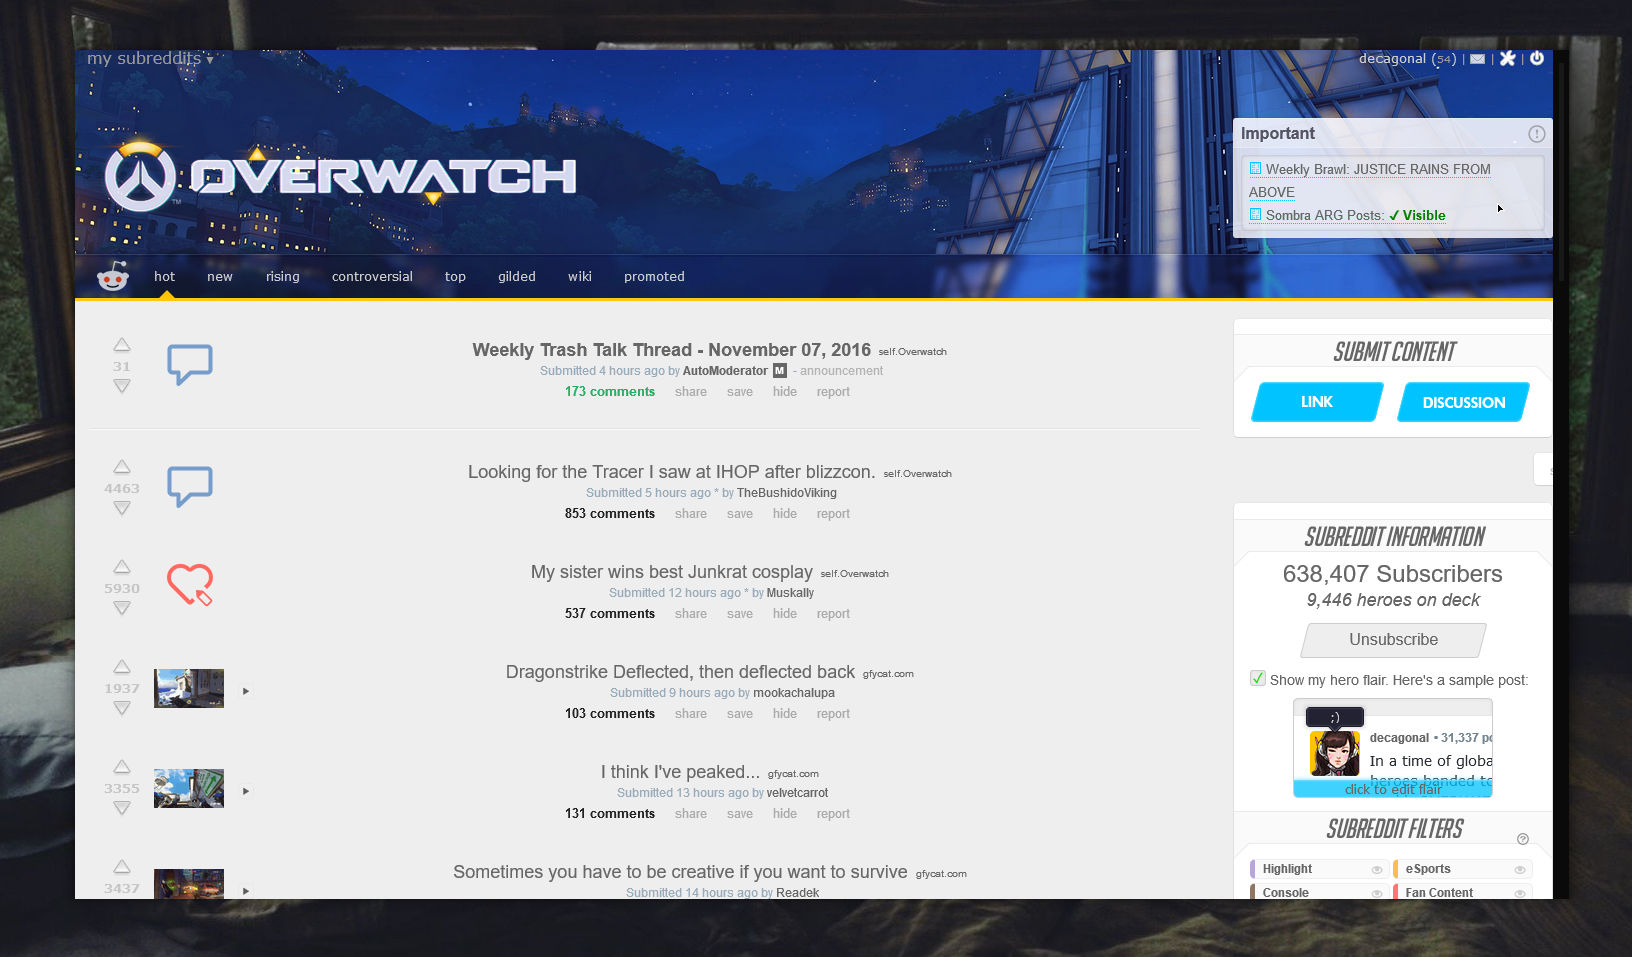 my subreddits ▾
decagonal (54) | | |
OVERWATCH
TM
Important
Weekly Brawl: JUSTICE RAINS FROM
ABOVE
Sombra ARG Posts: ✓ Visible
hot new rising controversial top gilded wiki promoted
31
Weekly Trash Talk Thread - November 07, 2016 self.Overwatch
Submitted 4 hours ago by AutoModerator M - announcement
173 comments share save hide report
4463
Looking for the Tracer I saw at IHOP after blizzcon. self.Overwatch
Submitted 5 hours ago * by TheBushidoViking
853 comments share save hide report
5930
My sister wins best Junkrat cosplay self.Overwatch
Submitted 12 hours ago * by Muskally
537 comments share save hide report
1937
Dragonstrike Deflected, then deflected back gfycat.com
Submitted 9 hours ago by mookachalupa
103 comments share save hide report
3355
I think I've peaked... gfycat.com
Submitted 13 hours ago by velvetcarrot
131 comments share save hide report
3437
Sometimes you have to be creative if you want to survive gfycat.com
Submitted 14 hours ago by Readek
SUBMIT CONTENT
LINK DISCUSSION
SUBREDDIT INFORMATION
638,407 Subscribers
9,446 heroes on deck
Unsubscribe
Show my hero flair. Here's a sample post:
;)
decagonal • 31,337 po
In a time of globa
heroes banded to
click to edit flair
SUBREDDIT FILTERS
Highlight eSports
Console Fan Content